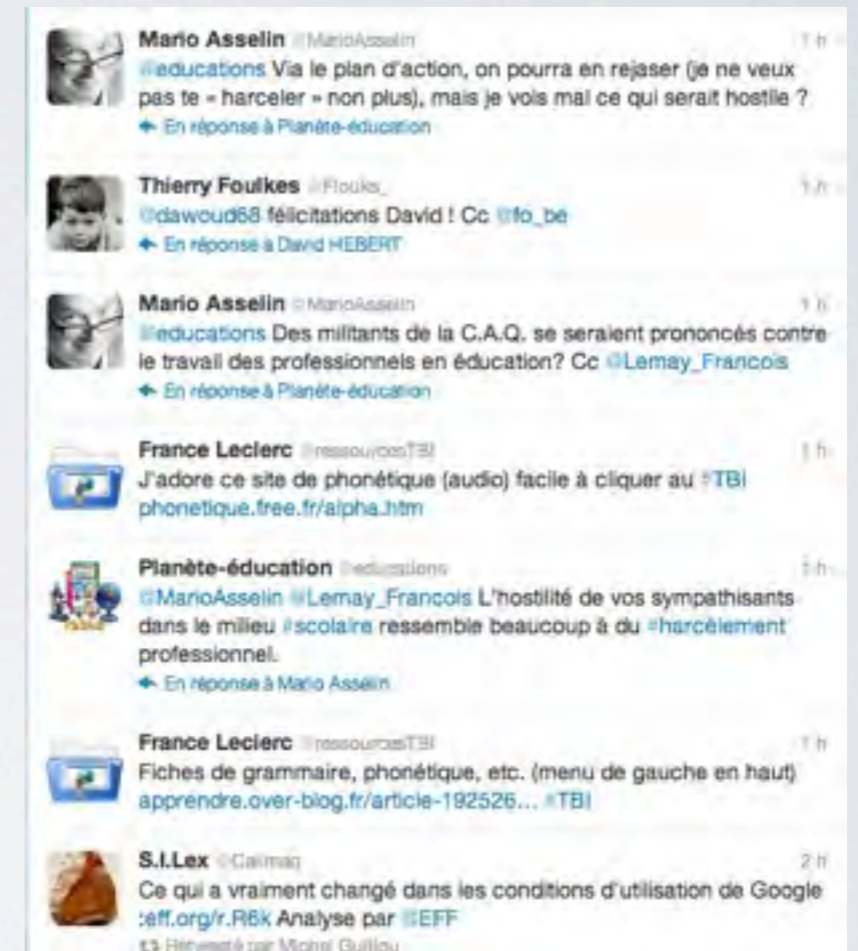 Mario Asselin @MarioAsselin 1 h
@educations Via le plan d'action, on pourra en rejaser (je ne veux
pas te « harceler » non plus), mais je vois mal ce qui serait hostile ?
En réponse à Planète-éducation
Thierry Foulkes @Flouks_ 1 h
@dawoud68 félicitations David ! Cc @fo_be
En réponse à David HEBERT
Mario Asselin @MarioAsselin 1 h
@educations Des militants de la C.A.Q. se seraient prononcés contre
le travail des professionnels en éducation? Cc @Lemay_Francois
En réponse à Planète-éducation
France Leclerc @ressourcesTBI 1 h
J'adore ce site de phonétique (audio) facile à cliquer au #TBI
phonetique.free.fr/alpha.htm
Planète-éducation @educations 1 h
@MarioAsselin @Lemay_Francois L'hostilité de vos sympathisants
dans le milieu #scolaire ressemble beaucoup à du #harcèlement
professionnel.
En réponse à Mario Asselin
France Leclerc @ressourcesTBI 1 h
Fiches de grammaire, phonétique, etc. (menu de gauche en haut)
apprendre.over-blog.fr/article-192526... #TBI
S.I.Lex @Calimaq 2 h
Ce qui a vraiment changé dans les conditions d'utilisation de Google
:eff.org/r.R6k Analyse par @EFF
Retweeté par Michel Guillou